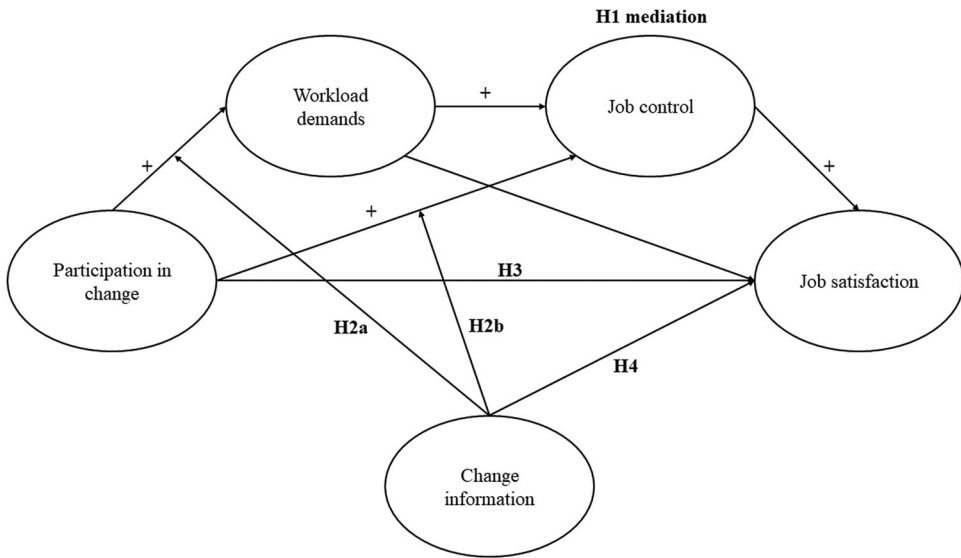 H1 mediation
Workload
demands
+
Job control
+
+
+
Participation in
change
H3
Job satisfaction
H2a
H2b
H4
Change
information